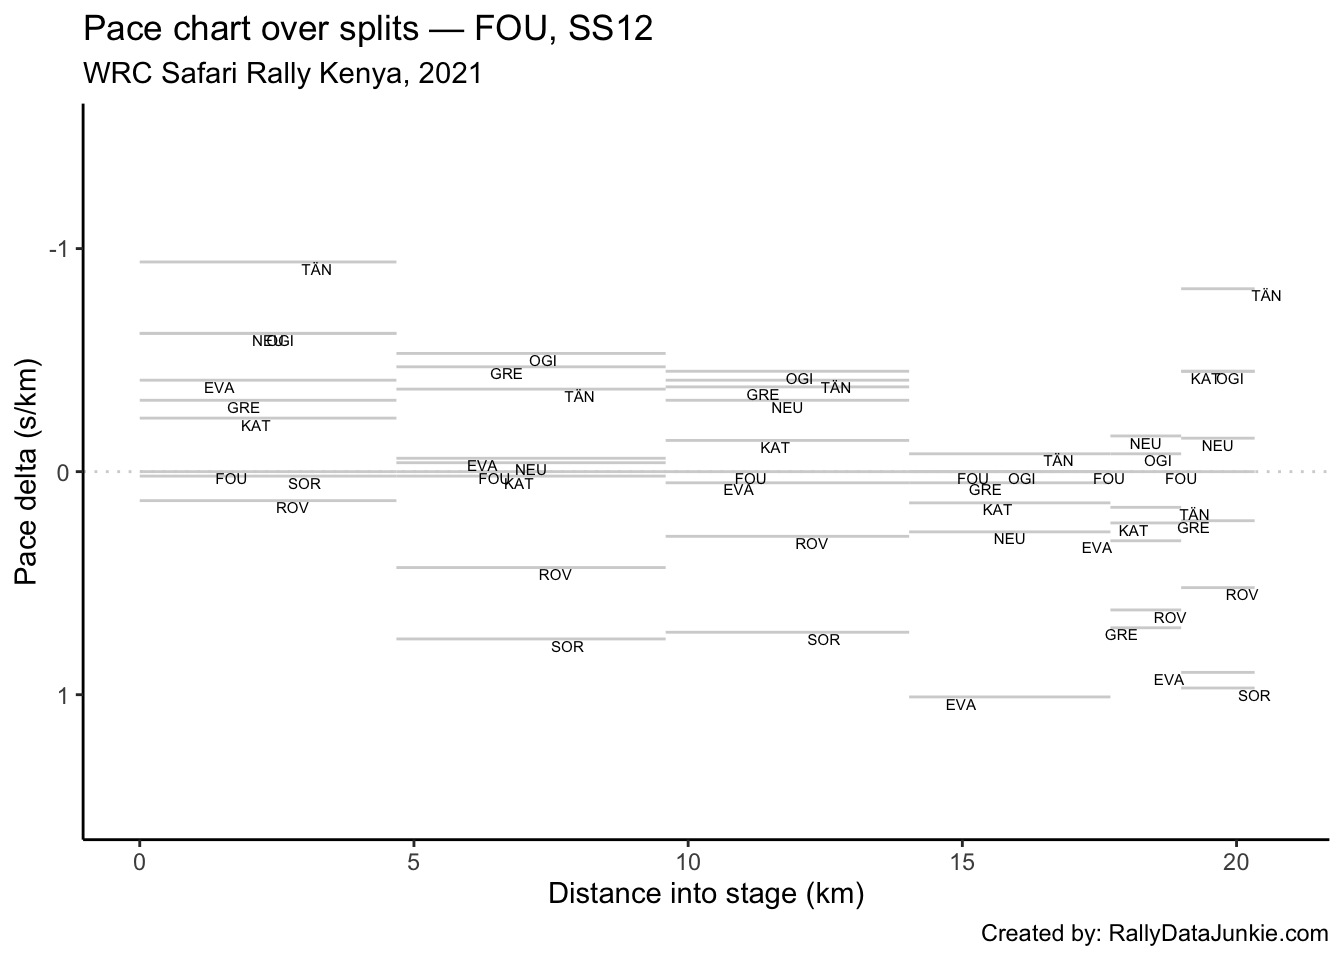 Pace chart over splits — FOU, SS12
WRC Safari Rally Kenya, 2021
Pace delta (s/km)
-1
0
1
TÄN
NEU OGI
EVA
GRE
KAT
FOU
SOR
ROV
OGI
GRE
TÄN
EVA
NEU
FOU
KAT
ROV
SOR
OGI
TÄN
GRE
NEU
KAT
FOU
EVA
ROV
SOR
TÄN
FOU
OGI
GRE
KAT
NEU
EVA
NEU
OGI
FOU
TÄN
KAT
EVA
ROV
GRE
TÄN
KAT OGI
NEU
FOU
GRE
ROV
EVA
SOR
0 5 10 15 20
Distance into stage (km)
Created by: RallyDataJunkie.com